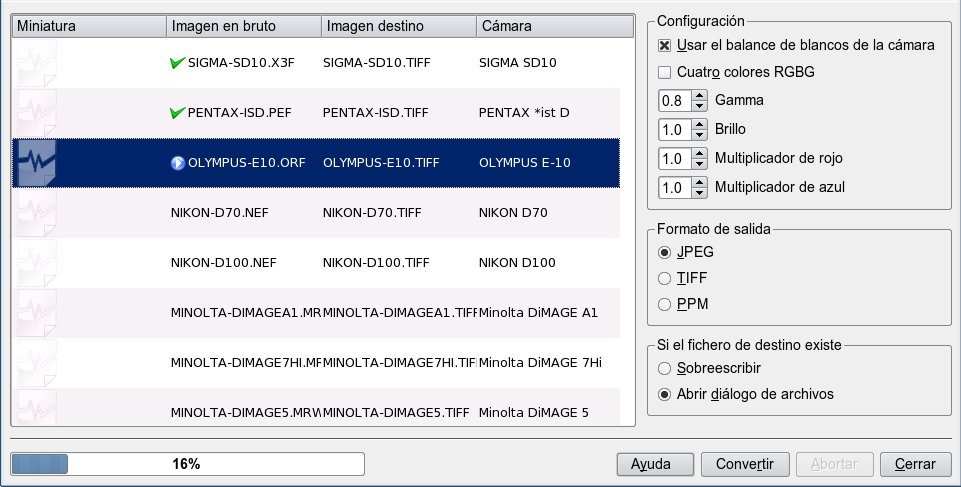 Miniatura Imagen en bruto Imagen destino Cámara
SIGMA-SD10.X3F SIGMA-SD10.TIFF SIGMA SD10
PENTAX-ISD.PEF PENTAX-ISD.TIFF PENTAX *ist D
OLYMPUS-E10.ORF OLYMPUS-E10.TIFF OLYMPUS E-10
NIKON-D70.NEF NIKON-D70.TIFF NIKON D70
NIKON-D100.NEF NIKON-D100.TIFF NIKON D100
MINOLTA-DIMAGEA1.MR MINOLTA-DIMAGEA1.TIFF Minolta DiMAGE A1
MINOLTA-DIMAGE7HI.MR MINOLTA-DIMAGE7HI.TIF Minolta DiMAGE 7Hi
MINOLTA-DIMAGE5.MRW MINOLTA-DIMAGE5.TIFF Minolta DiMAGE 5
Configuración
Usar el balance de blancos de la cámara
Cuatro colores RGBG
0.8 Gamma
1.0 Brillo
1.0 Multiplicador de rojo
1.0 Multiplicador de azul
Formato de salida
JPEG
TIFF
PPM
Si el fichero de destino existe
Sobreescribir
Abrir diálogo de archivos
16%
Ayuda Convertir Abortar Cerrar